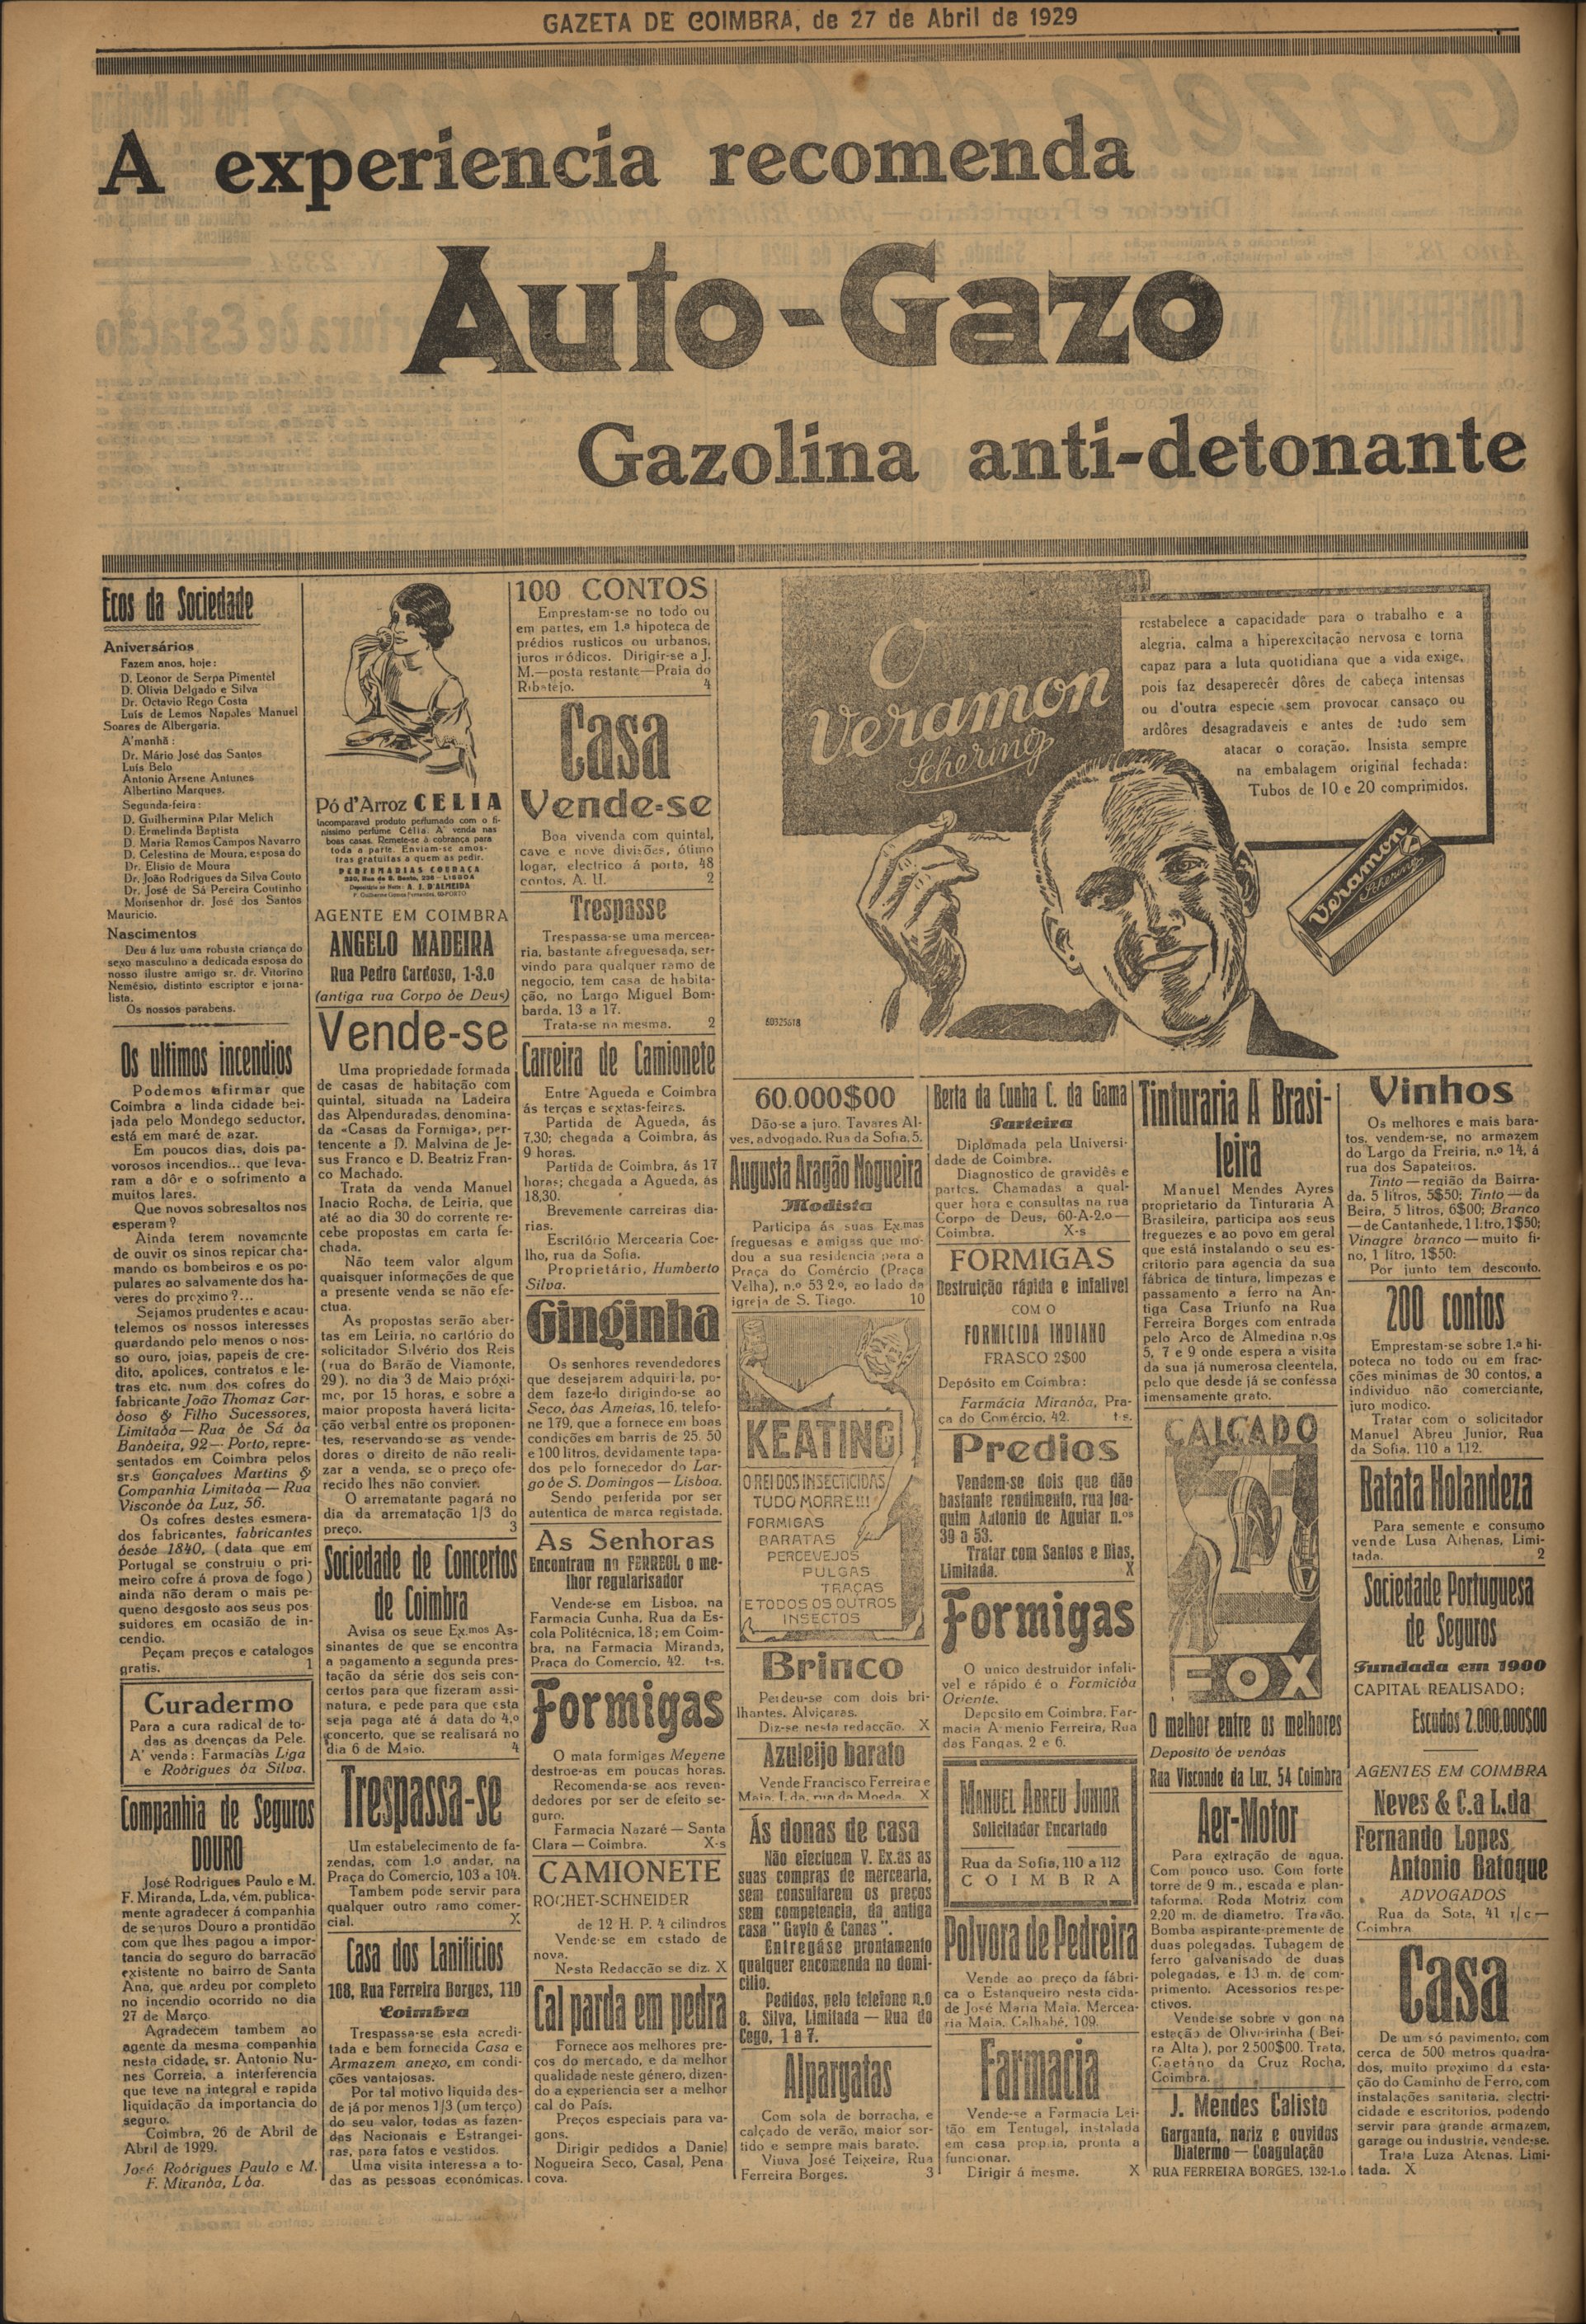 GAZETA DE COIMBRA, de 27 de Abril de 1929
A experiencia recomenda
Auto-Gazo
Gazolina anti-detonante
Ecos da Sociedade
Aniversários
Fazem anos, hoje:
D. Leonor de Serpa Pimentel
D. Olivia Delgado e Silva
Dr. Octavio Rego Costa
Luís de Lemos Napoles Manuel
Soares de Albergaria.
A'manhã:
Dr. Mário José dos Santos
Luís Belo
Antonio Arsene Antunes
Albertino Marques.
Segunda-feira:
D. Guilhermina Pilar Melich
D. Ermelinda Baptista
D. Maria Ramos Campos Navarro
D. Celestina de Moura, esposa do
Dr. Elisio de Moura
Dr. João Rodrigues da Silva Couto
Dr. José de Sá Pereira Coutinho
Monsenhor dr. José dos Santos
Mauricio.
Nascimentos
Deu á luz uma robusta criança do
sexo masculino a dedicada esposa do
nosso ilustre amigo sr. dr. Vitorino
Nemésio, distinto escriptor e jorna-
lista.
Os nossos parabens.
Os ultimos incendios
Podemos afirmar que
Coimbra a linda cidade bei-
jada pelo Mondego seductor,
está em maré de azar.
Em poucos dias, dois pa-
vorosos incendios... que leva-
ram a dôr e o sofrimento a
muitos lares.
Que novos sobresaltos nos
esperam?
Ainda terem novamente
de ouvir os sinos repicar cha-
mando os bombeiros e os po-
pulares ao salvamento dos ha-
veres do proximo?...
Sejamos prudentes e acau-
telemos os nossos interesses
guardando pelo menos o nos-
so ouro, joias, papeis de cre-
dito, apolices, contratos e le-
tras etc. num dos cofres do
fabricante João Thomaz Car-
doso & Filho Sucessores,
Limitada — Rua de Sá da
Bandeira, 92 — Porto, repre-
sentados em Coimbra pelos
sr.s Gonçalves Martins &
Companhia Limitada — Rua
Visconde da Luz, 56.
Os cofres destes esmera-
dos fabricantes, fabricantes
desde 1840, (data que em
Portugal se construiu o pri-
meiro cofre á prova de fogo)
ainda não deram o mais pe-
queno desgosto aos seus pos-
suidores em ocasião de in-
cendio.
Peçam preços e catalogos
gratis. 1
Curadermo
Para a cura radical de to-
das as doenças da Pele.
A' venda: Farmacias Liga
e Rodrigues da Silva.
Companhia de Seguros
DOURO
José Rodrigues Paulo e M.
F. Miranda, L.da, vém, publica-
mente agradecer á companhia
de seguros Douro a prontidão
com que lhes pagou a impor-
tancia do seguro do barracão
existente no bairro de Santa
Ana, que ardeu por completo
no incendio ocorrido no dia
27 de Março.
Agradecem tambem ao
agente da mesma companhia
nesta cidade, sr. Antonio Nu-
nes Correia, a interferencia
que teve na integral e rapida
liquidação da importancia do
seguro.
Coimbra, 26 de Abril de
Abril de 1929.
José Rodrigues Paulo e M.
F. Miranda, L da.
Pó d'Arroz CELIA
Incomparavel produto perfumado com o fi-
nissimo perfume Célia. A' venda nas
boas casas. Remete-se á cobrança para
toda a parte. Enviam-se amos-
tras gratuitas a quem as pedir.
PERFUMARIAS COURAÇA
AGENTE EM COIMBRA
ANGELO MADEIRA
Rua Pedro Cardoso, 1-3.o
(antiga rua Corpo de Deus)
Vende-se
Uma propriedade formada
de casas de habitação com
quintal, situada na Ladeira
das Alpenduradas, denomina-
da «Casas da Formiga», per-
tencente a D. Malvina de Je-
sus Franco e D. Beatriz Fran-
co Machado.
Trata da venda Manuel
Inacio Rocha, de Leiria, que
até ao dia 30 do corrente re-
cebe propostas em carta fe-
chada.
Não teem valor algum
quaisquer informações de que
a presente venda se não efe-
ctua.
As propostas serão aber-
tas em Leiria, no cartório do
solicitador Silvério dos Reis
(rua do Barão de Viamonte,
29), no dia 3 de Maio próxi-
mo, por 15 horas, e sobre a
maior proposta haverá licita-
ção verbal entre os proponen-
tes, reservando-se as vende-
doras o direito de não reali-
zar a venda, se o preço ofe-
recido lhes não convier.
O arrematante pagará no
dia da arrematação 1/3 do
preço. 3
Sociedade de Concertos
de Coimbra
Avisa os seue Ex.mos As-
sinantes de que se encontra
a pagamento a segunda pres-
tação da série dos seis con-
certos para que fizeram assi-
natura, e pede para que esta
seja paga até á data do 4.º
concerto, que se realisará no
dia 6 de Maio. 4
Trespassa-se
Um estabelecimento de fa-
zendas, com 1.º andar, na
Praça do Comercio, 103 a 104.
Tambem pode servir para
qualquer outro ramo comer-
cial. X
Casa dos Lanifícios
108, Rua Ferreira Borges, 110
Coimbra
Trespassa-se esta acredi-
tada e bem fornecida Casa e
Armazem anexo, em condi-
ções vantajosas.
Por tal motivo liquida des-
de já por menos 1/3 (um terço)
do seu valor, todas as fazen-
das Nacionais e Estrangei-
ras, para fatos e vestidos.
Uma visita interessa a to-
das as pessoas económicas.
100 CONTOS
Emprestam-se no todo ou
em partes, em 1.ª hipoteca de
prédios rusticos ou urbanos,
juros módicos. Dirigir-se a J.
M.—posta restante—Praia do
Ribatejo. 4
Casa
Vende-se
Boa vivenda com quintal,
cave e nove divisões, ótimo
logar, electrico á porta, 48
contos, A. U. 2
Trespasse
Trespassa-se uma mercea-
ria, bastante afreguesada, ser-
vindo para qualquer ramo de
negocio, tem casa de habita-
ção, no Largo Miguel Bom-
barda, 13 a 17.
Trata-se na mesma. 2
Carreira de Camionete
Entre Agueda e Coimbra
ás terças e sextas-feiras.
Partida de Agueda, ás
7,30; chegada a Coimbra, ás
9 horas.
Partida de Coimbra, ás 17
horas; chegada a Agueda, ás
18,30.
Brevemente carreiras dia-
rias.
Escritório Mercearia Coe-
lho, rua da Sofia.
Proprietário, Humberto
Silva.
Ginginha
Os senhores revendedores
que desejarem adquiri-la, po-
dem faze-lo dirigindo-se ao
Seco, das Ameias, 16, telefo-
ne 179, que a fornece em boas
condições em barris de 25, 50
e 100 litros, devidamente tapa-
dos pelo fornecedor do Lar-
go de S. Domingos — Lisboa.
Sendo perferida por ser
autentica de marca registada.
As Senhoras
Encontram no FERREOL o me-
lhor regularisador
Vende-se em Lisboa, na
Farmacia Cunha, Rua da Es-
cola Politécnica, 18; em Coim-
bra, na Farmacia Miranda,
Praça do Comercio, 42. t-s.
Formigas
O mata formigas Meyene
destroe-as em poucas horas.
Recomenda-se aos reven-
dedores por ser de efeito se-
guro.
Farmacia Nazaré — Santa
Clara — Coimbra. X-s
CAMIONETE
ROCHET-SCHNEIDER
de 12 H. P. 4 cilindros
Vende-se em estado de
nova.
Nesta Redacção se diz. X
Cal parda em pedra
Fornece aos melhores pre-
ços do mercado, e da melhor
qualidade neste género, dizen-
do a experiencia ser a melhor
cal do País.
Preços especiais para va-
gons.
Dirigir pedidos a Daniel
Nogueira Seco, Casal, Pena
cova.
O
Veramon
Schering
restabelece a capacidade para o trabalho e a
alegria, calma a hiperexcitação nervosa e torna
capaz para a luta quotidiana que a vida exige,
pois faz desaperecêr dôres de cabeça intensas
ou d'outra especie sem provocar cansaço ou
ardôres desagradaveis e antes de tudo sem
atacar o coração. Insista sempre
na embalagem original fechada:
Tubos de 10 e 20 comprimidos.
Veramon
Schering
60325618
60.000$00
Dão-se a juro. Tavares Al-
ves, advogado. Rua da Sofia, 5.
Augusta Aragão Nogueira
Modista
Participa ás suas Ex.mas
freguesas e amigas que mo-
dou a sua residencia para a
Praça do Comércio (Praça
Velha), n.º 53 2.º, ao lado da
igreja de S. Tiago. 10
KEATING
O REI DOS INSECTICIDAS
TUDO MORRE!!!
FORMIGAS
BARATAS
PERCEVEJOS
PULGAS
TRAÇAS
E TODOS OS OUTROS
INSECTOS
Brinco
Perdeu-se com dois bri-
lhantes. Alviçaras.
Diz-se nesta redacção. X
Azuleijo barato
Vende Francisco Ferreira e
Maia, L.da, rua da Moeda. X
Ás donas de casa
Não efectuem V. Ex.as as
suas compras de mercearia,
sem consultarem os preços
sem competencia, da antiga
casa "Gayto & Canas".
Entregáse prontamento
qualquer encomenda no domi-
cilio.
Pedidos, pelo telefone n.o
8. Silva, Limitada — Rua do
Cego, 1 a 7.
Alpargatas
Com sola de borracha, e
calçado de verão, maior sor-
tido e sempre mais barato.
Viuva José Teixeira, Rua
Ferreira Borges. 3
Berta da Cunha C. da Gama
Parteira
Diplomada pela Universi-
dade de Coimbra.
Diagnostico de gravidês e
partos. Chamadas a qual-
quer hora e consultas na rua
Corpo de Deus, 60-A-2.º—
Coimbra. X-s
FORMIGAS
Destruição rápida e infalivel
COM O
FORMICIDA INDIANO
FRASCO 2$00
Depósito em Coimbra:
Farmácia Miranda, Pra-
ça do Comércio, 42. t-s.
Predios
Vendem-se dois que dão
bastante rendimento, rua Joa-
quim Antonio de Aguiar n.os
39 a 53.
Tratar com Santos e Dias,
Limitada. X
Formigas
O unico destruidor infali-
vel e rápido é o Formicida
Oriente.
Deposito em Coimbra, Far-
macia Armenio Ferreira, Rua
das Fangas, 2 e 6.
MANUEL ABREU JUNIOR
Solicitador Encartado
Rua da Sofia, 110 a 112
COIMBRA
Polvora de Pedreira
Vende ao preço da fábri-
ca o Estanqueiro nesta cida-
de José Maria Maia. Mercea-
ria Maia. Calhabé, 109.
Farmacia
Vende-se a Farmacia Lei-
tão em Tentugal, instalada
em casa propria, pronta a
funcionar.
Dirigir á mesma. X
Tinturaria A Brasi-
leira
Manuel Mendes Ayres
proprietario da Tinturaria A
Brasileira, participa aos seus
freguezes e ao povo em geral
que está instalando o seu es-
critorio para agencia da sua
fábrica de tintura, limpezas e
passamento a ferro na An-
tiga Casa Triunfo na Rua
Ferreira Borges com entrada
pelo Arco de Almedina n.os
5, 7 e 9 onde espera a visita
da sua já numerosa cleentela,
pelo que desde já se confessa
imensamente grato.
CALÇADO
FOX
O melhor entre os melhores
Deposito de vendas
Rua Visconde da Luz, 54 Coimbra
Aer-Motor
Para extração de agua.
Com pouco uso. Com forte
torre de 9 m., escada e plan-
taforma. Roda Motriz com
2,20 m. de diametro. Travão.
Bomba aspirante-premente de
duas polegadas. Tubagem de
ferro galvanisado de duas
polegadas, e 13 m. de com-
primento. Acessorios respe-
ctivos.
Vende-se sobre v gon na
estação de Oliveirinha (Bei-
ra Alta), por 2 500$00. Trata,
Caetano da Cruz Rocha,
Coimbra.
J. Mendes Calisto
Garganta, nariz e ouvidos
Diatermo — Coagulação
RUA FERREIRA BORGES, 132-1.o
Vinhos
Os melhores e mais bara-
tos, vendem-se, no armazem
do Largo da Freiria, n.º 14, á
rua dos Sapateiros.
Tinto — região da Bairra-
da, 5 litros, 5$50; Tinto — da
Beira, 5 litros, 6$00; Branco
— de Cantanhede, 1 litro, 1$50;
Vinagre branco — muito fi-
no, 1 litro, 1$50:
Por junto tem desconto.
200 contos
Emprestam-se sobre 1.ª hi-
poteca no todo ou em frac-
ções minimas de 30 contos, a
individuo não comerciante,
juro modico.
Tratar com o solicitador
Manuel Abreu Junior, Rua
da Sofia, 110 a 112.
Batata Holandeza
Para semente e consumo
vende Lusa Athenas, Limi-
tada. 2
Sociedade Portuguesa
de Seguros
Fundada em 1900
CAPITAL REALISADO:
Escudos 2.000.000$00
AGENTES EM COIMBRA
Neves & C.a L.da
Fernando Lopes
Antonio Batoque
ADVOGADOS
Rua da Sota, 41 r/c —
Coimbra
Casa
De um só pavimento, com
cerca de 500 metros quadra-
dos, muito proximo da esta-
ção do Caminho de Ferro, com
instalações sanitaria, electri-
cidade e escritorios, podendo
servir para grande armazem,
garage ou industria, vende-se.
Trata Luza Atenas, Limi-
tada. X